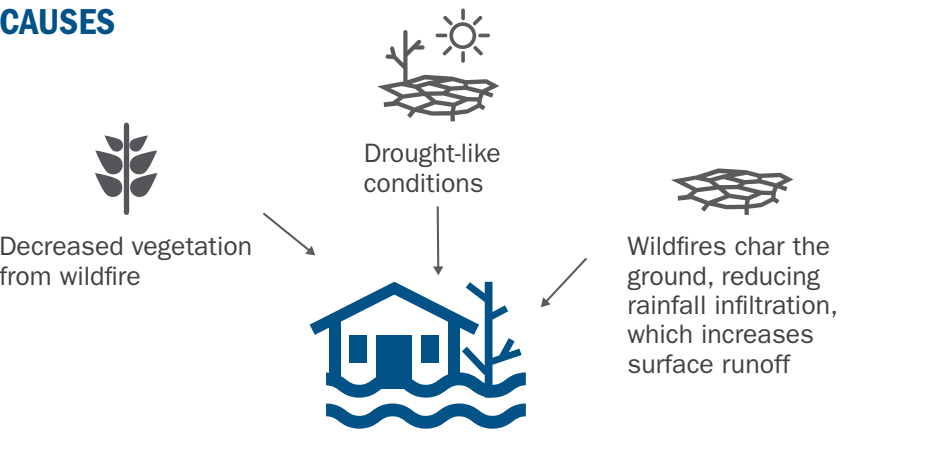 CAUSES
Drought-like
conditions
Decreased vegetation
from wildfire
Wildfires char the
ground, reducing
rainfall infiltration,
which increases
surface runoff